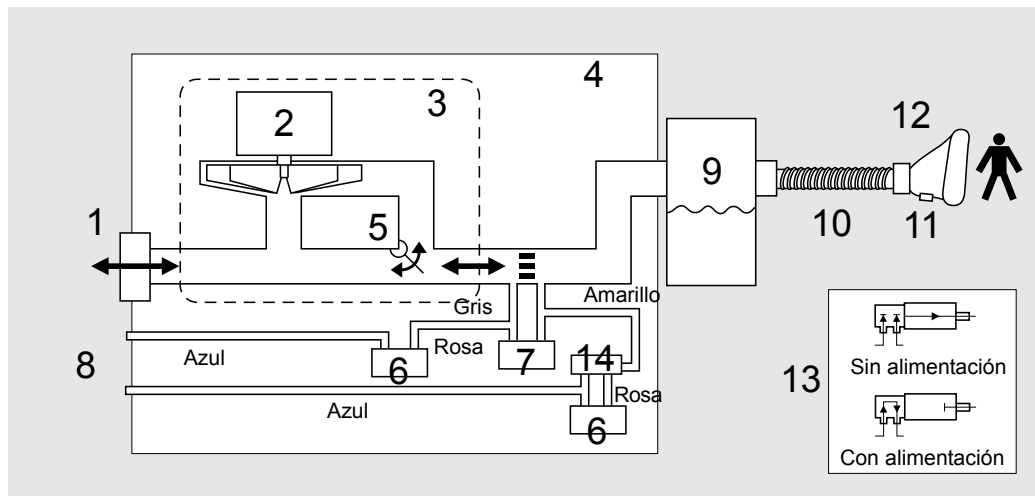 4
12
3
2
9
1
5
10
11
Gris
Amarillo
Azul
Rosa
8
6
7
14
Rosa
Azul
6
13
Sin alimentación
Con alimentación